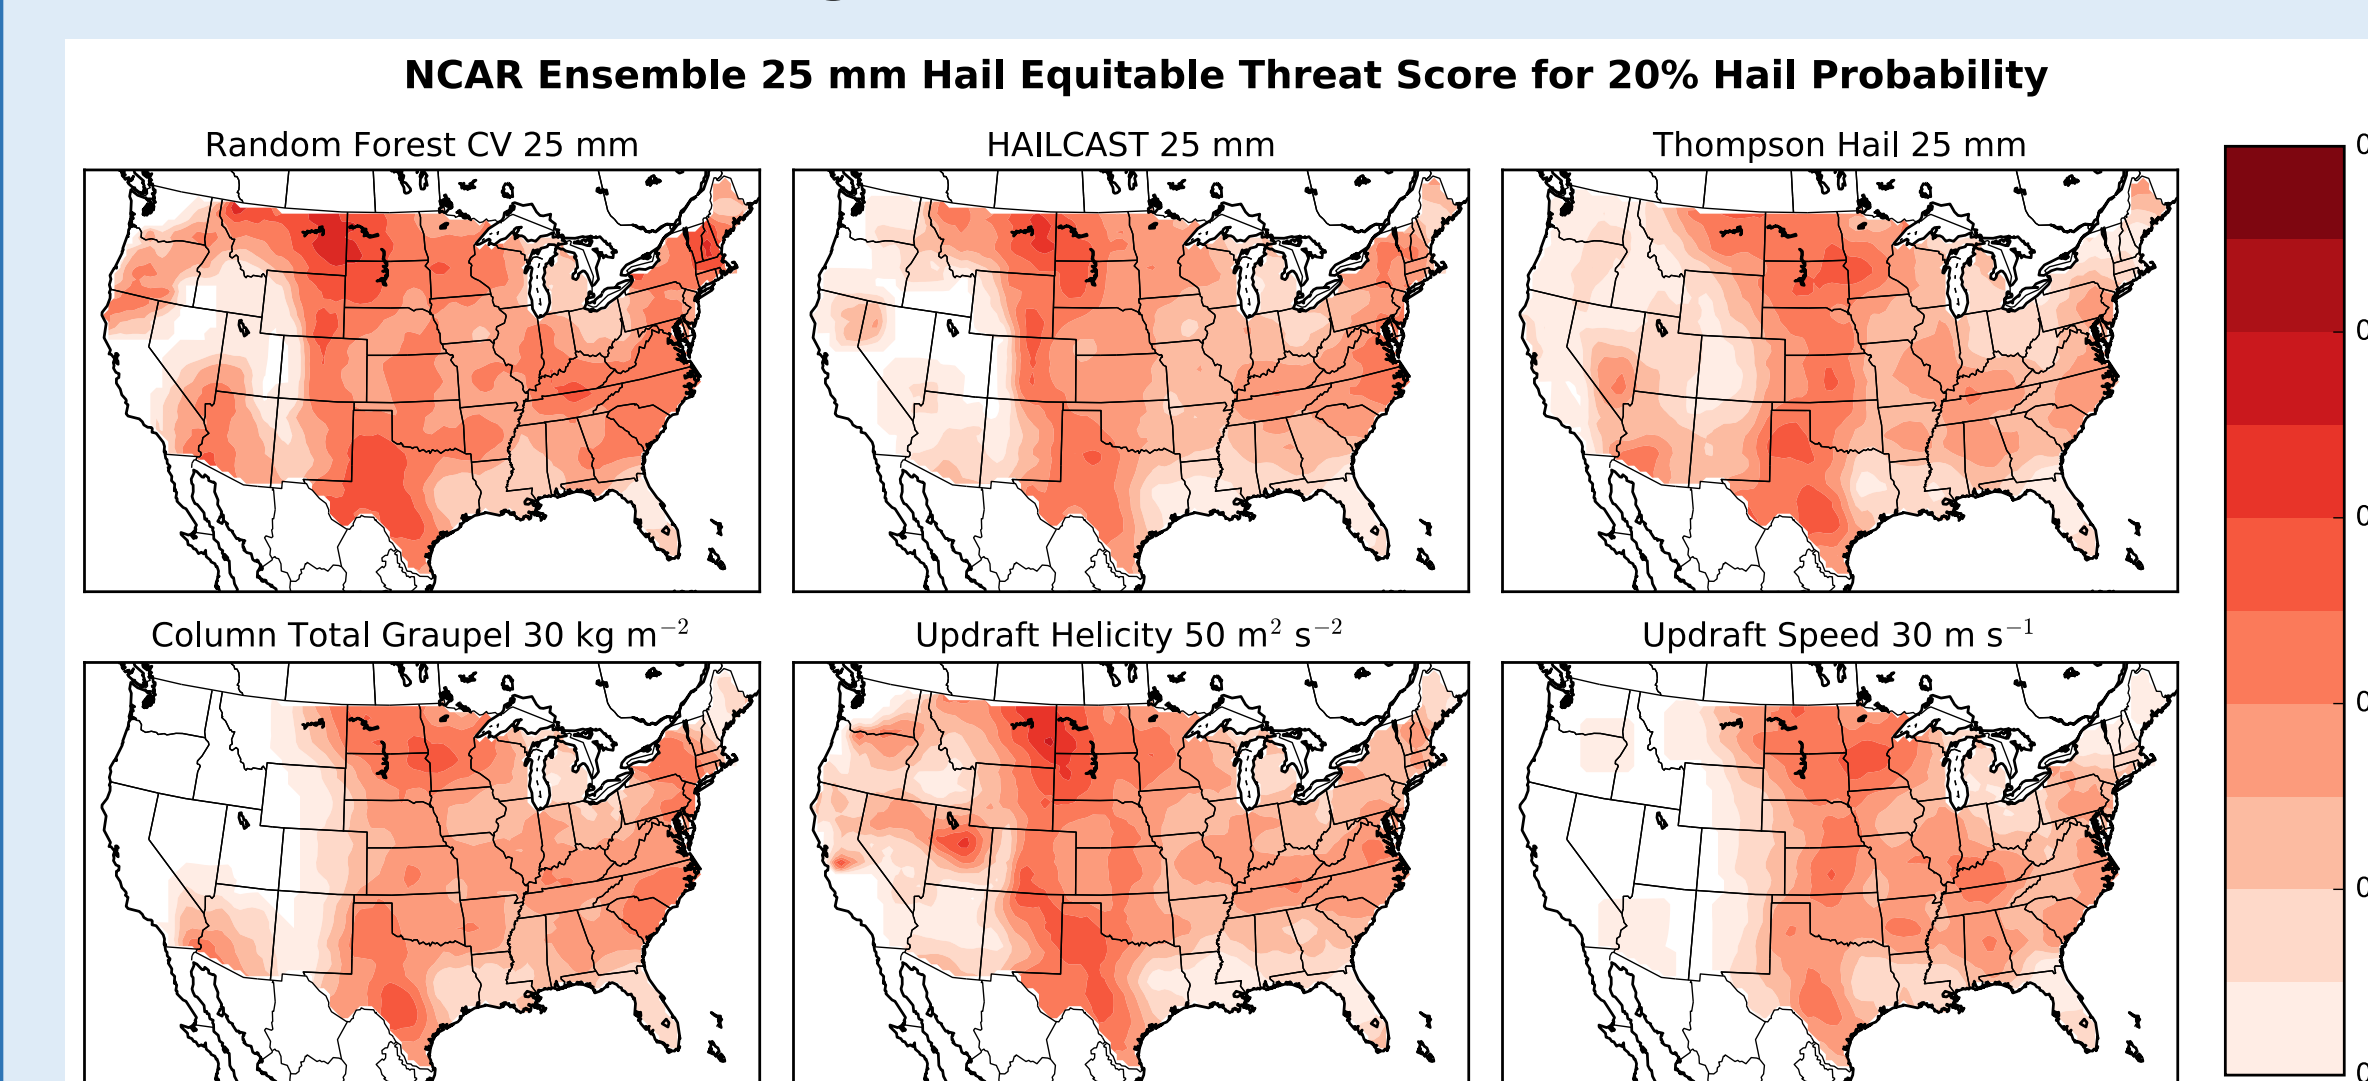 NCAR Ensemble 25 mm Hail Equitable Threat Score for 20% Hail Probability
Random Forest CV 25 mm
HAILCAST 25 mm
Thompson Hail 25 mm
Column Total Graupel 30 kg m⁻²
Updraft Helicity 50 m² s⁻²
Updraft Speed 30 m s⁻¹